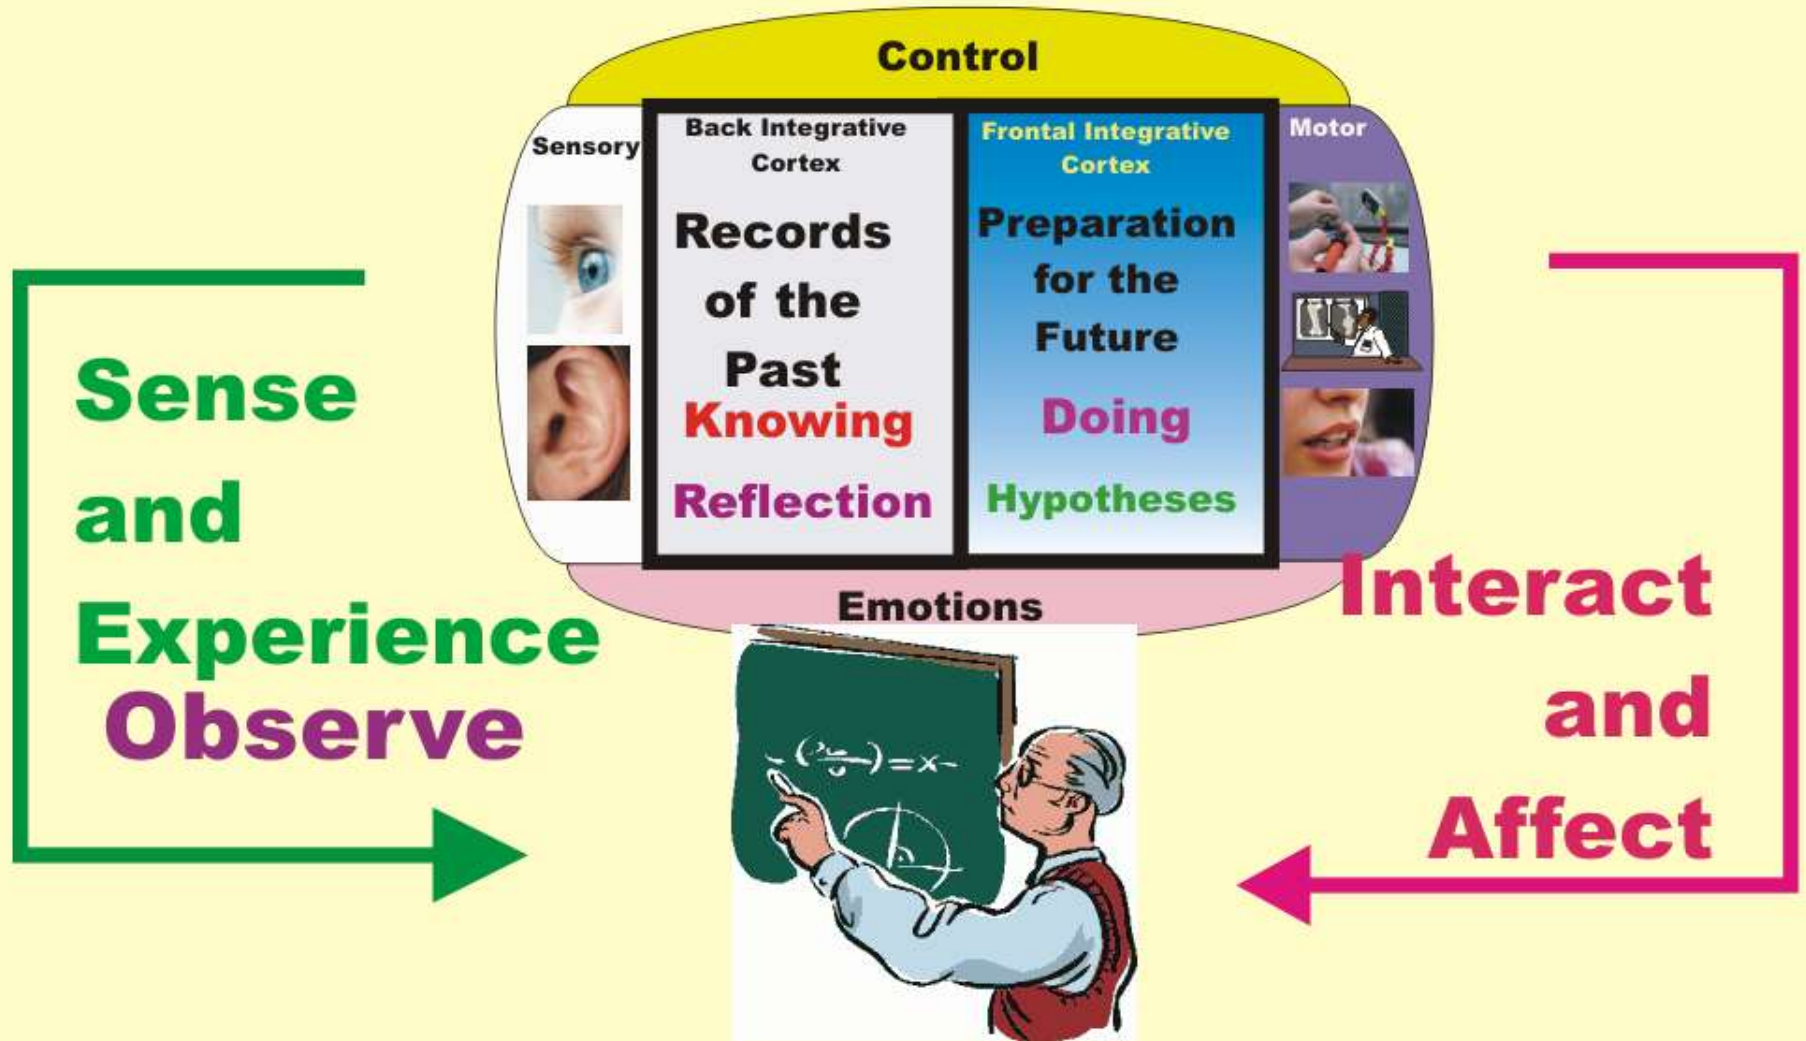 Control
Sensory
Back Integrative
Cortex
Records
of the
Past
Knowing
Reflection
Frontal Integrative
Cortex
Preparation
for the
Future
Doing
Hypotheses
Motor
Emotions
Sense
and
Experience
Observe
Interact
and
Affect